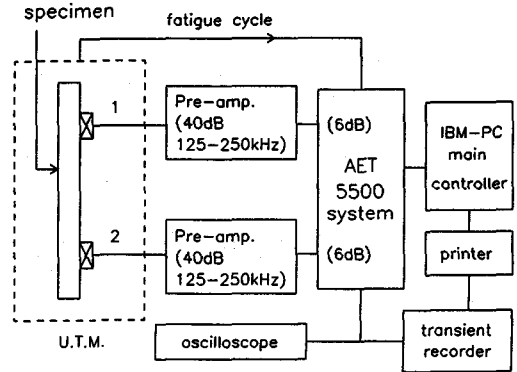 specimen
fatigue cycle
1
Pre-amp.
(40dB
125-250kHz)
(6dB)
AET
5500
system
IBM-PC
main
controller
2
Pre-amp.
(40dB
125-250kHz)
(6dB)
printer
U.T.M.
oscilloscope
transient
recorder